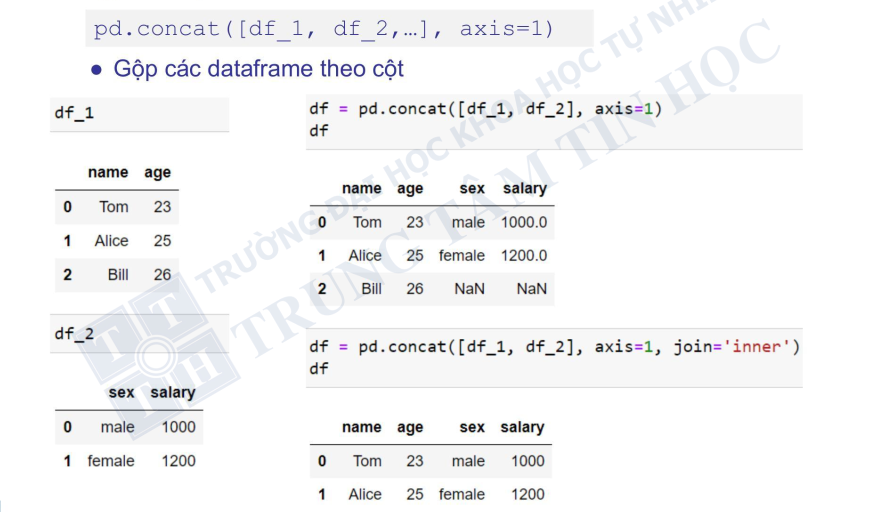 pd.concat([df_1, df_2,…], axis=1)
● Gộp các dataframe theo cột
df_1
name age
0 Tom 23
1 Alice 25
2 Bill 26
df_2
sex salary
0 male 1000
1 female 1200
df = pd.concat([df_1, df_2], axis=1)
df
name age sex salary
0 Tom 23 male 1000.0
1 Alice 25 female 1200.0
2 Bill 26 NaN NaN
df = pd.concat([df_1, df_2], axis=1, join='inner')
df
name age sex salary
0 Tom 23 male 1000
1 Alice 25 female 1200
TRƯỜNG ĐẠI HỌC KHOA HỌC TỰ NHI
TRUNG TÂM TIN HỌC
T T
T H